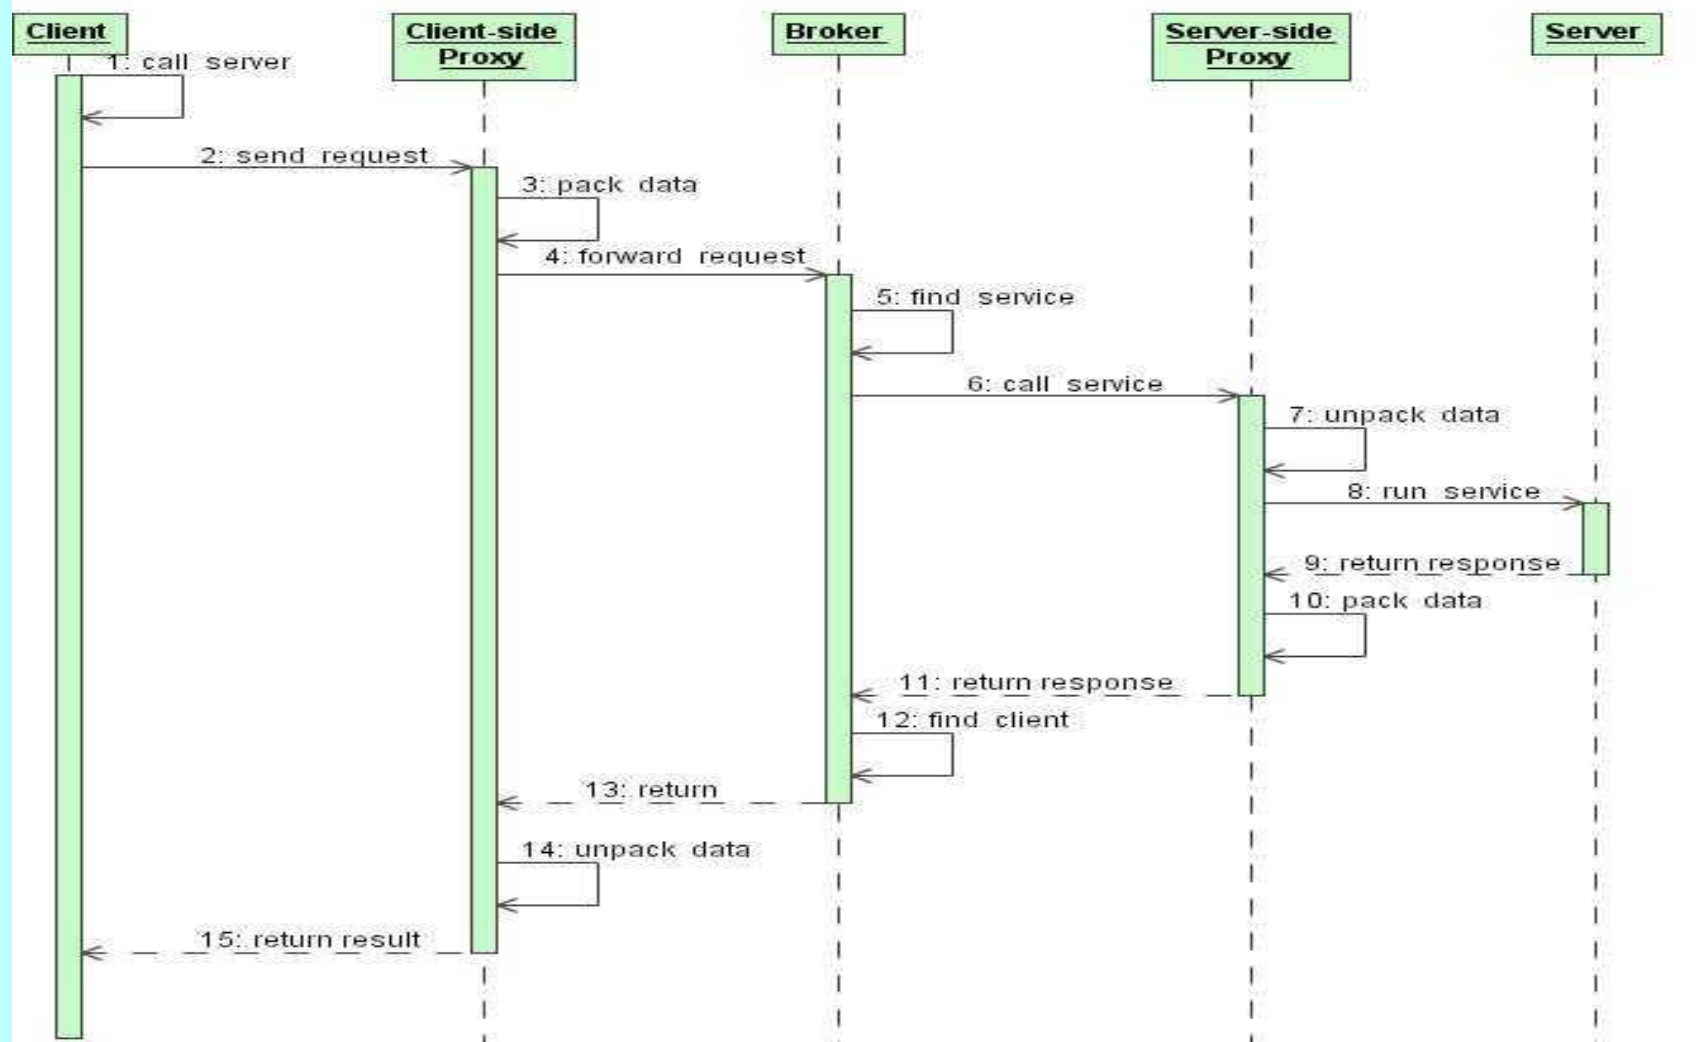 Client
Client-side
Proxy
Broker
Server-side
Proxy
Server
1: call server
2: send request
3: pack data
4: forward request
5: find service
6: call service
7: unpack data
8: run service
9: return response
10: pack data
11: return response
12: find client
13: return
14: unpack data
15: return result